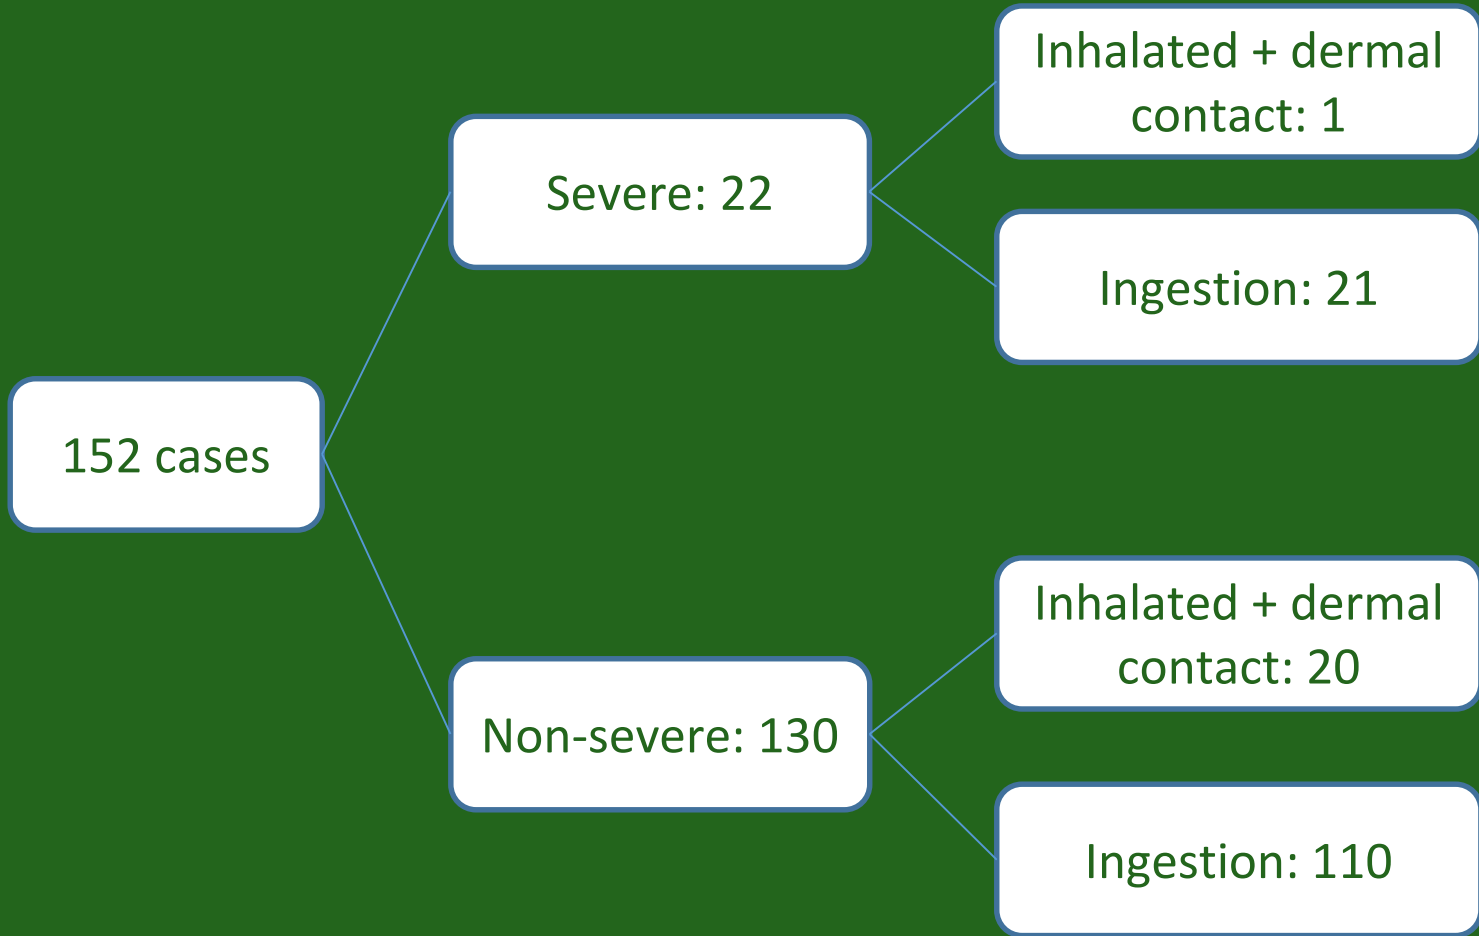 152 cases
Severe: 22
Inhalated + dermal
contact: 1
Ingestion: 21
Non-severe: 130
Inhalated + dermal
contact: 20
Ingestion: 110